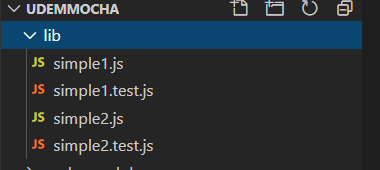 UDEMMOCHA
lib
JS simple1.js
JS simple1.test.js
JS simple2.js
JS simple2.test.js